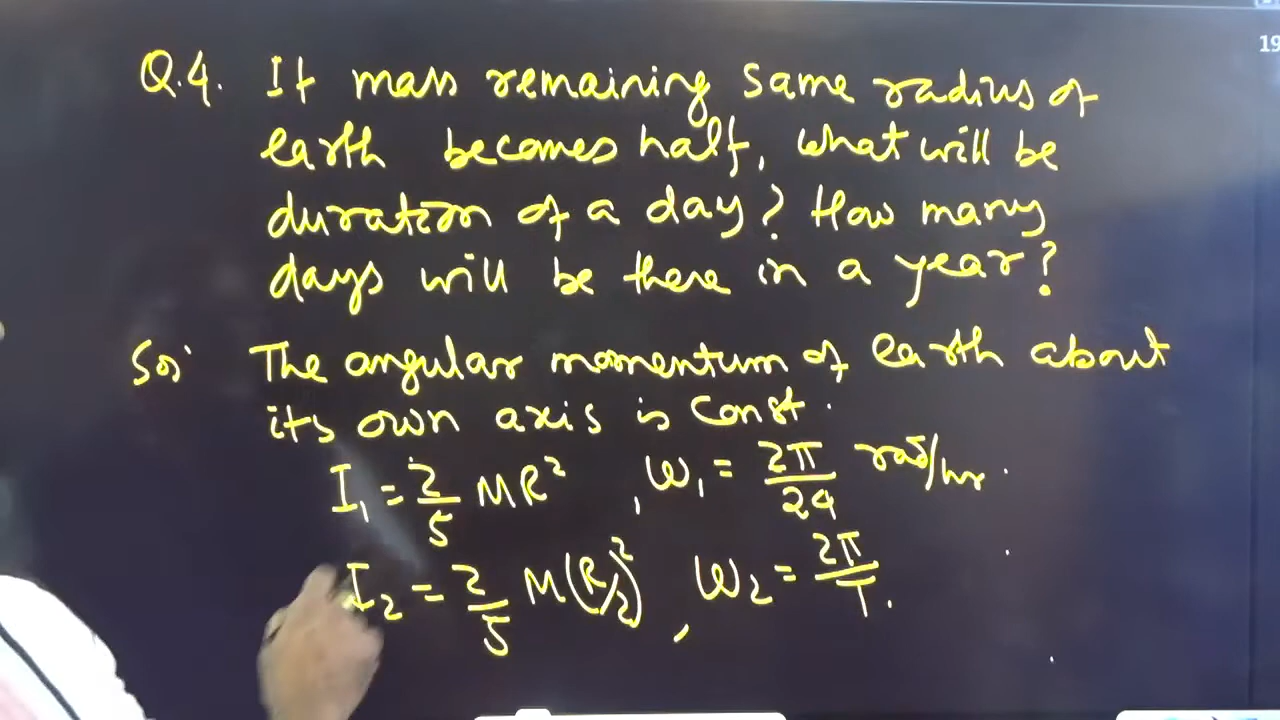 19
Q.4. If mass remaining same radius of
earth becomes half, what will be
duration of a day? How many
days will be there in a year?
Sol The angular momentum of earth about
its own axis is const.
I₁ = 2/5 MR² , ω₁ = 2π/24 rad/hr.
I₂ = 2/5 M(R/2)² , ω₂ = 2π/T.